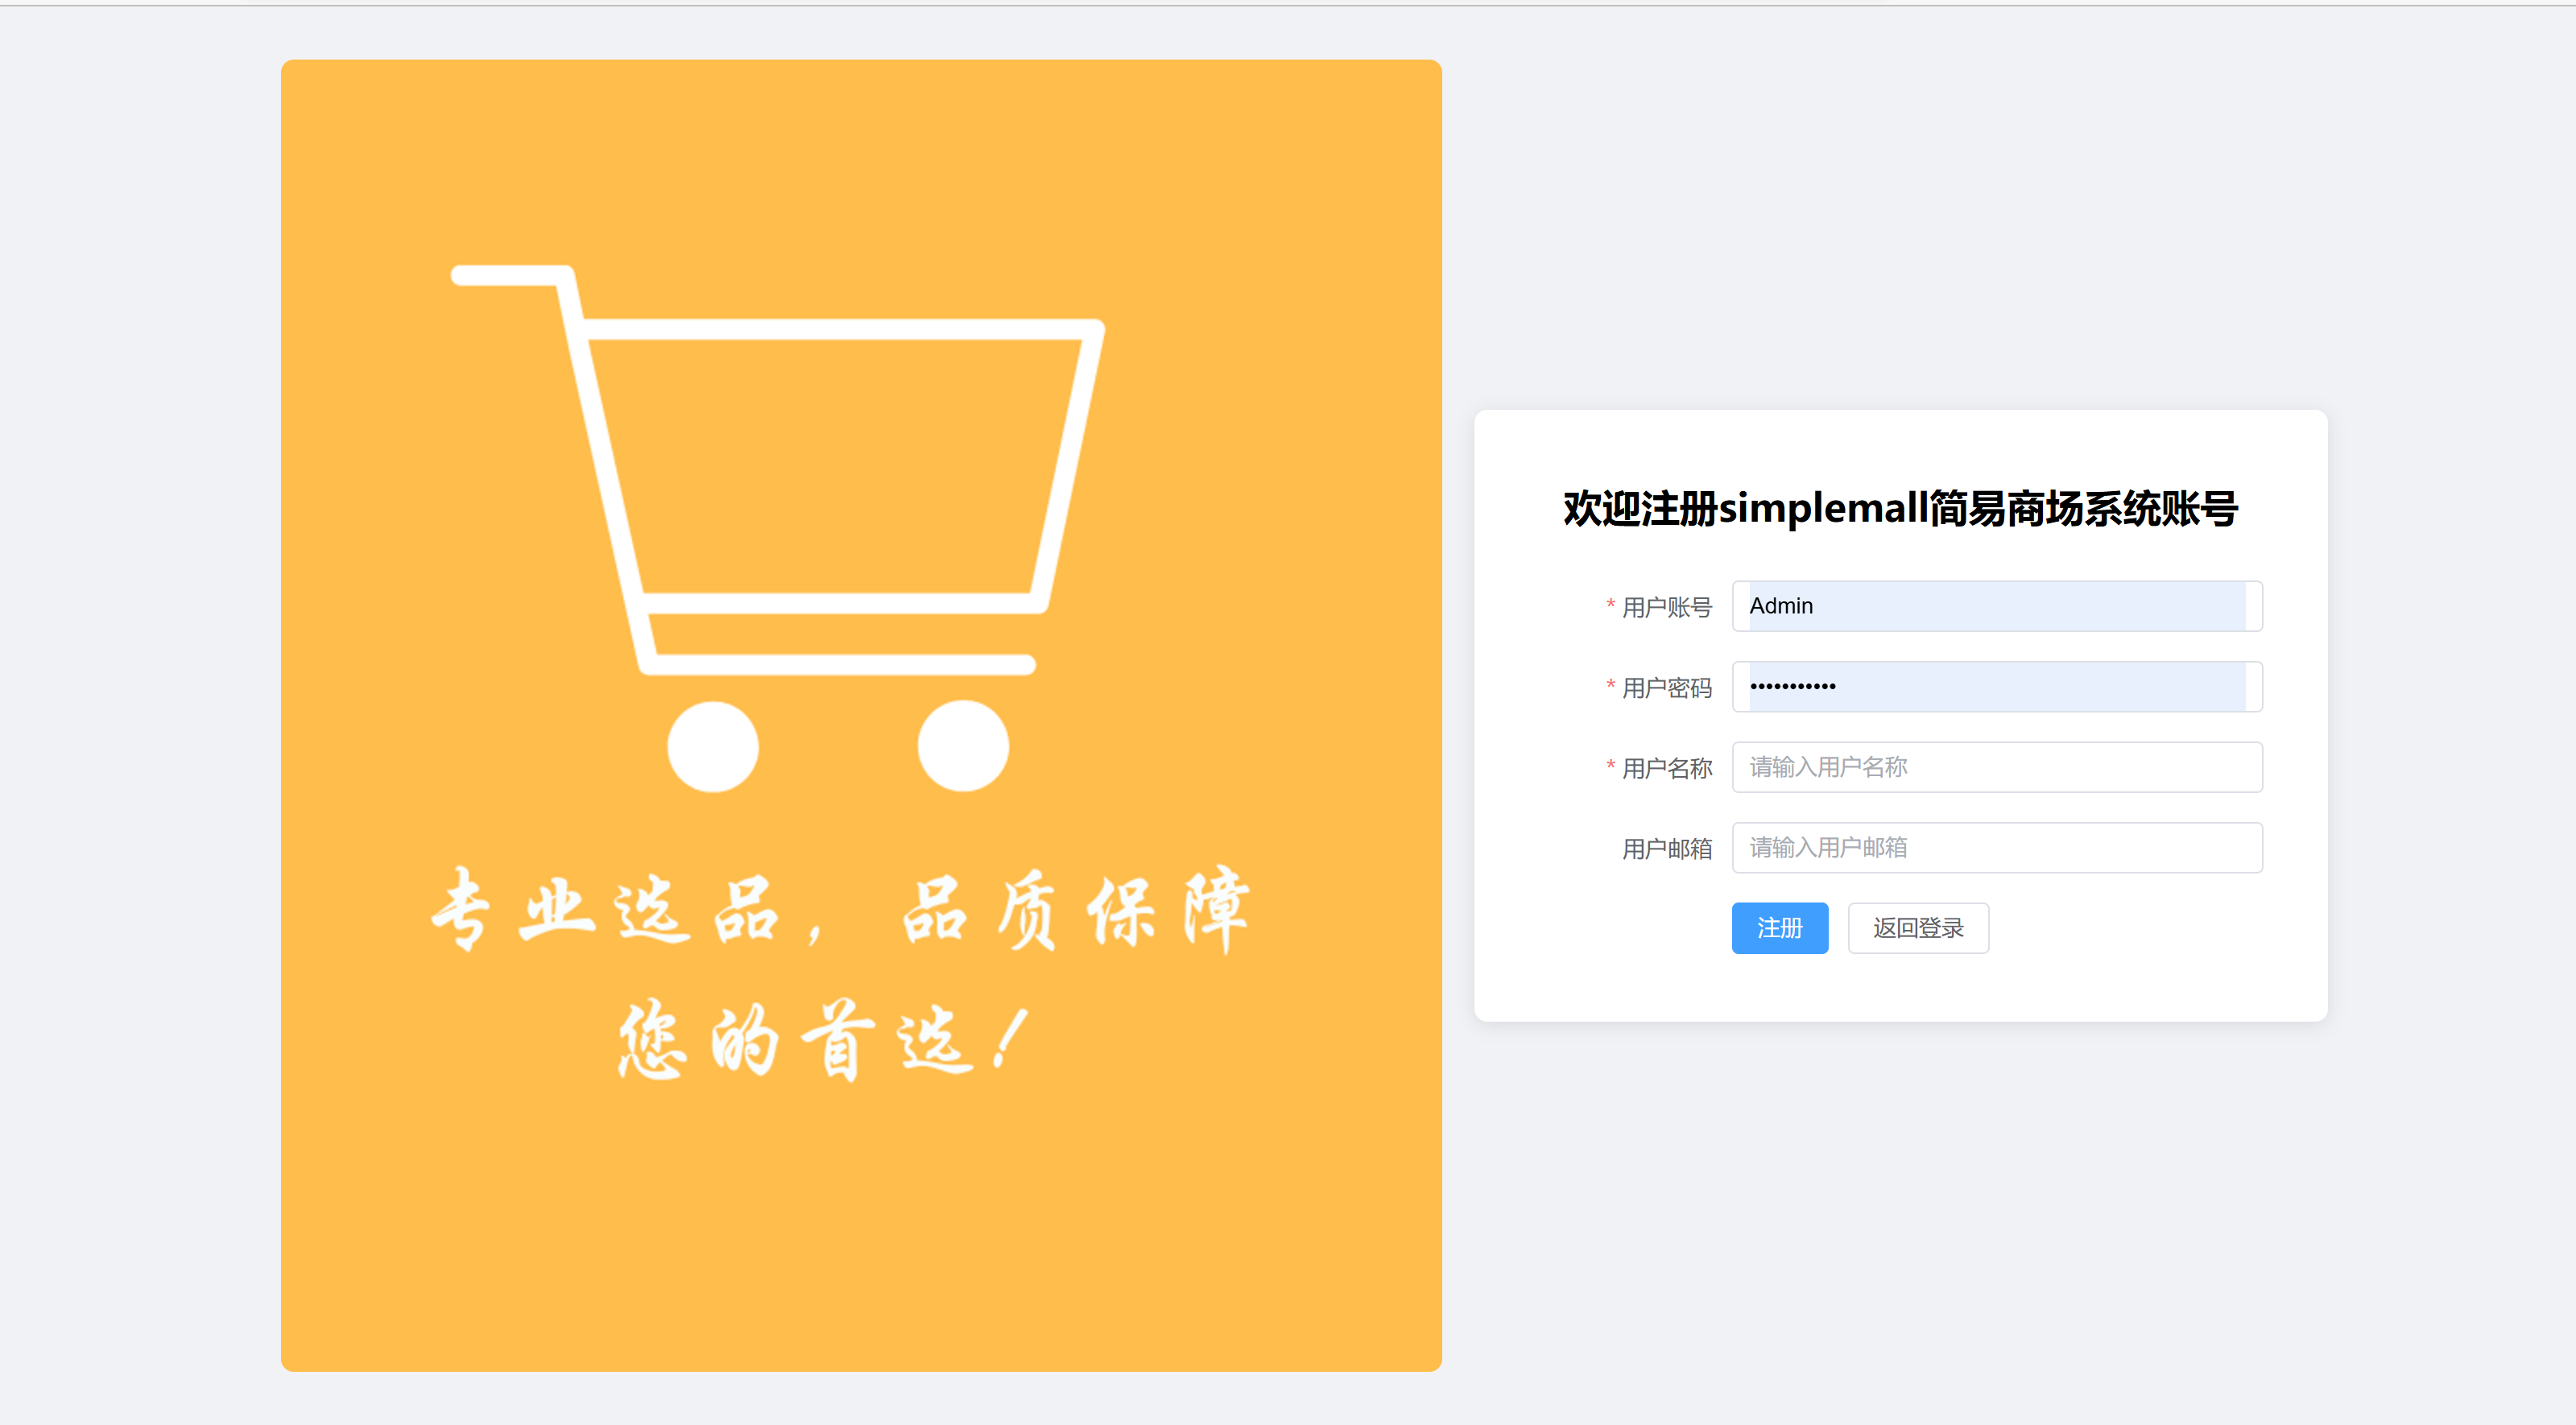 专业选品，品质保障
您的首选！
欢迎注册simplemall简易商场系统账号
* 用户账号 Admin
* 用户密码 •••••••••••
* 用户名称 请输入用户名称
用户邮箱 请输入用户邮箱
注册 返回登录